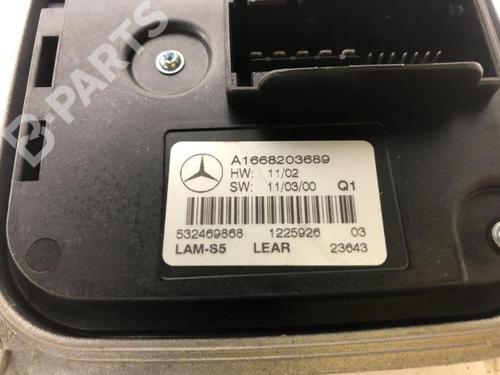 B-PARTS
A1668203689
HW: 11/02
SW: 11/03/00 Q1
532469868 1225926 03
LAM-S5 LEAR 23643